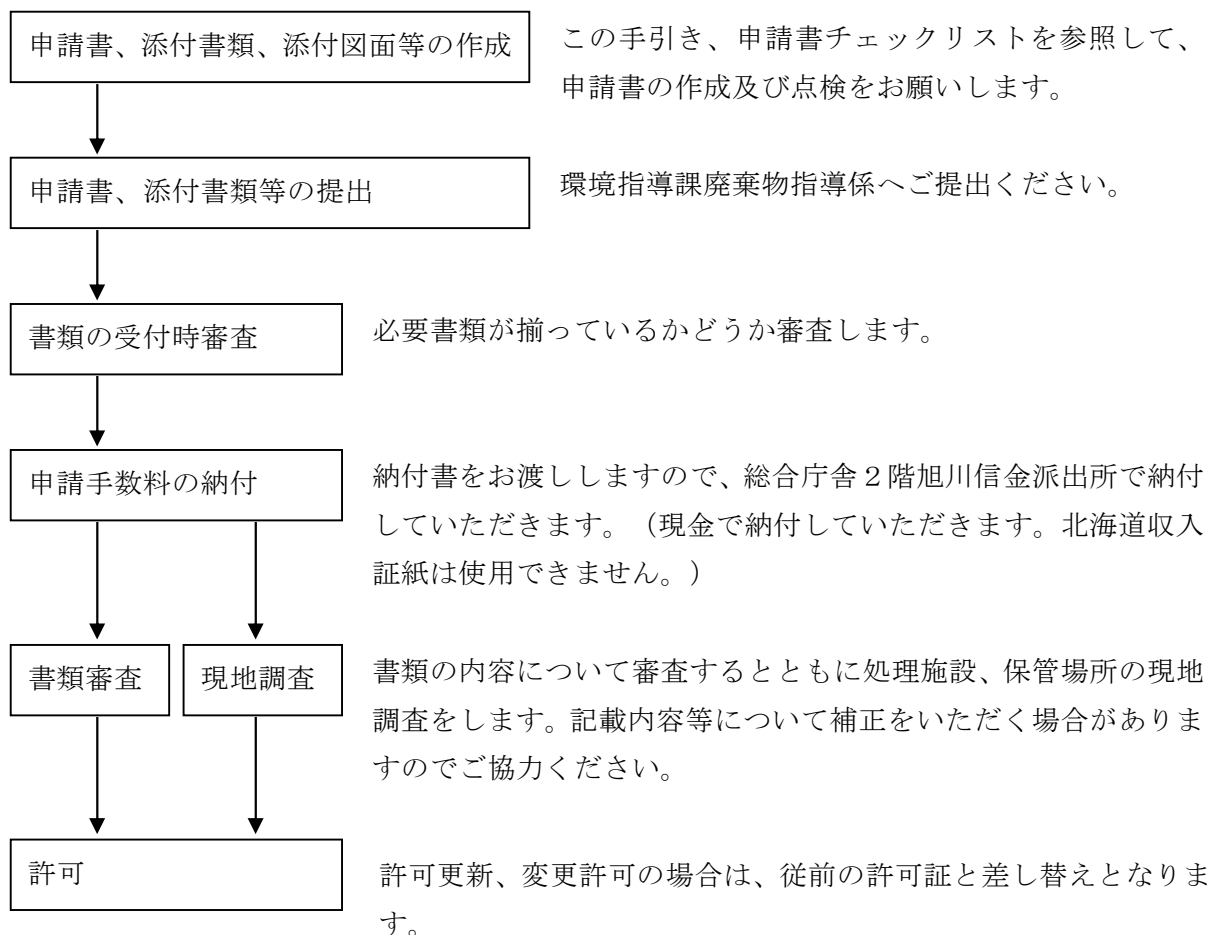 申請書、添付書類、添付図面等の作成
この手引き、申請書チェックリストを参照して、
申請書の作成及び点検をお願いします。
申請書、添付書類等の提出
環境指導課廃棄物指導係へご提出ください。
書類の受付時審査
必要書類が揃っているかどうか審査します。
申請手数料の納付
納付書をお渡ししますので、総合庁舎２階旭川信金派出所で納付
していただきます。（現金で納付していただきます。北海道収入
証紙は使用できません。）
書類審査
現地調査
書類の内容について審査するとともに処理施設、保管場所の現地
調査をします。記載内容等について補正をいただく場合がありま
すのでご協力ください。
許可
許可更新、変更許可の場合は、従前の許可証と差し替えとなりま
す。